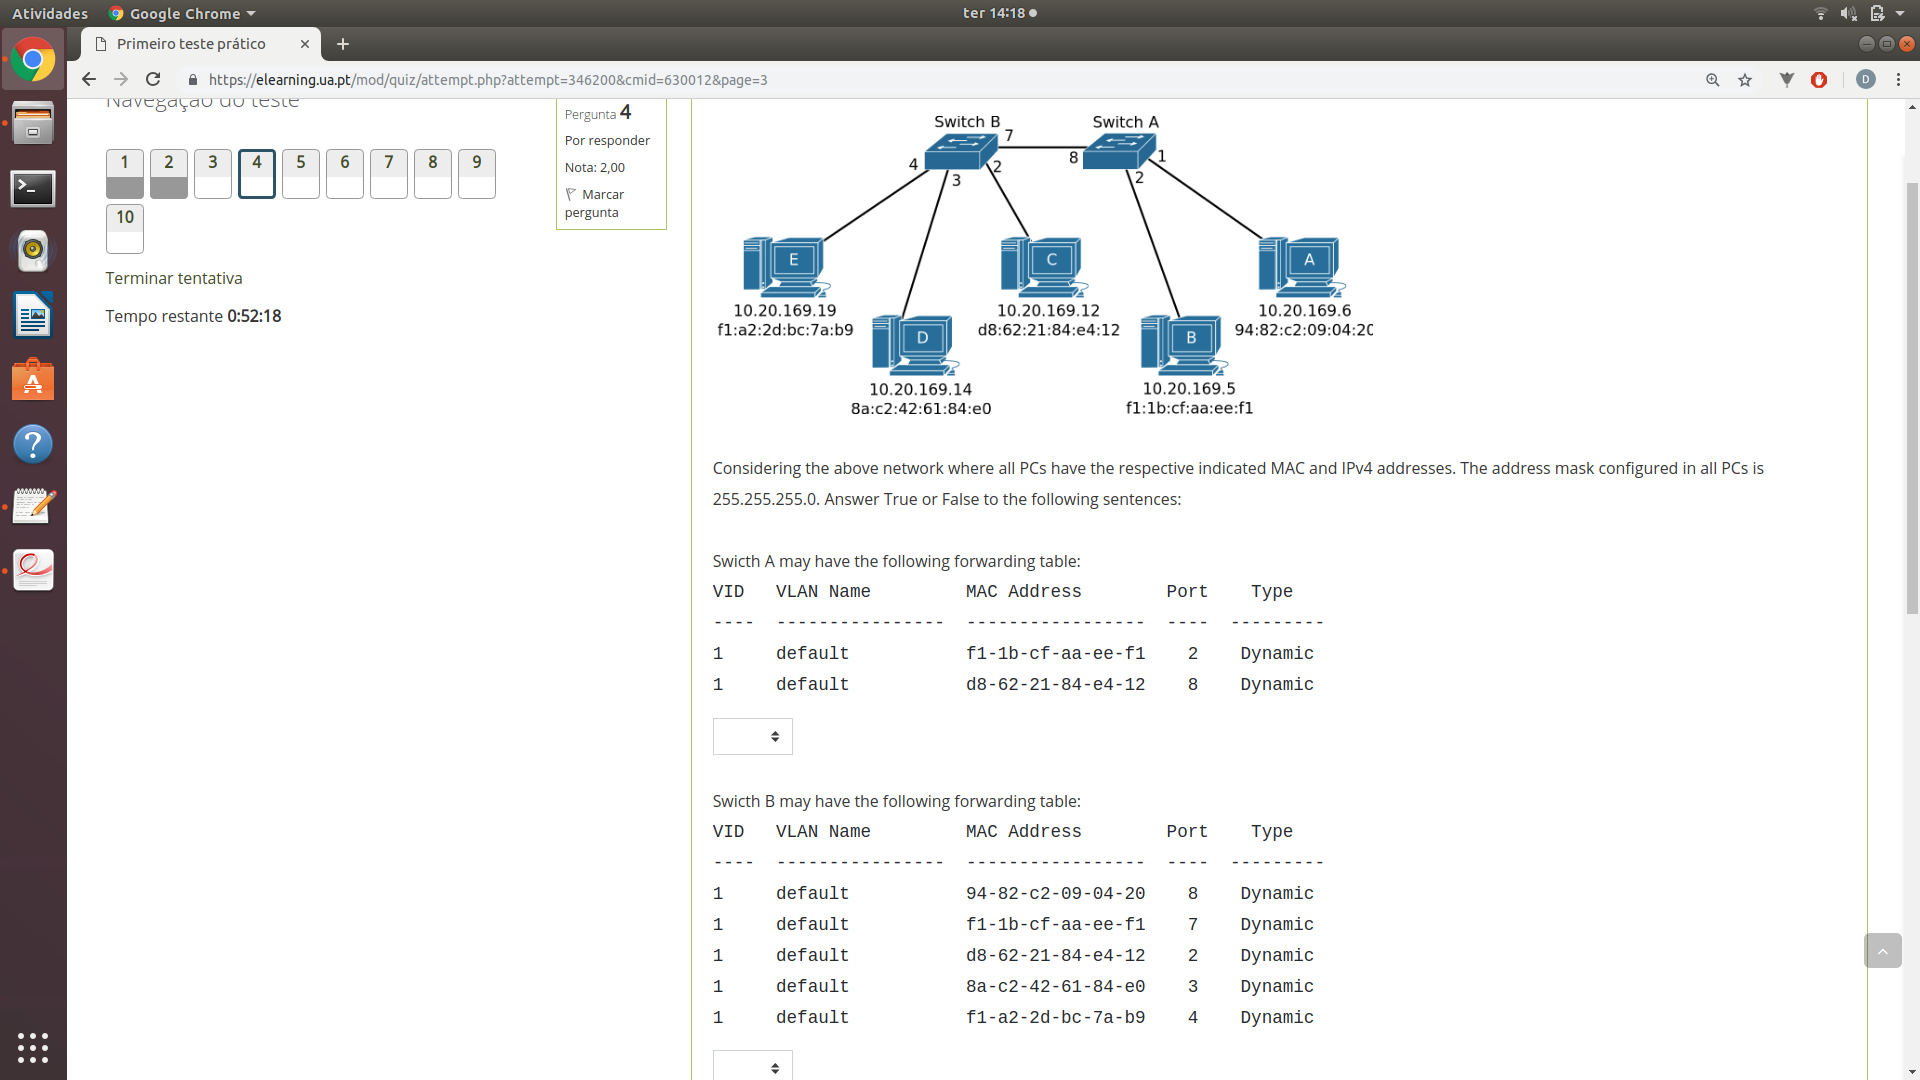 Atividades
Google Chrome
ter 14:18
Primeiro teste prático
https://elearning.ua.pt/mod/quiz/attempt.php?attempt=346200&cmid=630012&page=3
D
Navegação do teste
1 2 3 4 5 6 7 8 9
10
Terminar tentativa
Tempo restante 0:52:18
Pergunta 4
Por responder
Nota: 2,00
Marcar
pergunta
Switch B
Switch A
7
8
1
4
3
2
2
E
C
A
10.20.169.19
f1:a2:2d:bc:7a:b9
10.20.169.12
d8:62:21:84:e4:12
10.20.169.6
94:82:c2:09:04:20
D
B
10.20.169.14
8a:c2:42:61:84:e0
10.20.169.5
f1:1b:cf:aa:ee:f1
Considering the above network where all PCs have the respective indicated MAC and IPv4 addresses. The address mask configured in all PCs is
255.255.255.0. Answer True or False to the following sentences:
Swicth A may have the following forwarding table:
VID VLAN Name MAC Address Port Type
---- ---------------- ----------------- ---- ---------
1 default f1-1b-cf-aa-ee-f1 2 Dynamic
1 default d8-62-21-84-e4-12 8 Dynamic
Swicth B may have the following forwarding table:
VID VLAN Name MAC Address Port Type
---- ---------------- ----------------- ---- ---------
1 default 94-82-c2-09-04-20 8 Dynamic
1 default f1-1b-cf-aa-ee-f1 7 Dynamic
1 default d8-62-21-84-e4-12 2 Dynamic
1 default 8a-c2-42-61-84-e0 3 Dynamic
1 default f1-a2-2d-bc-7a-b9 4 Dynamic